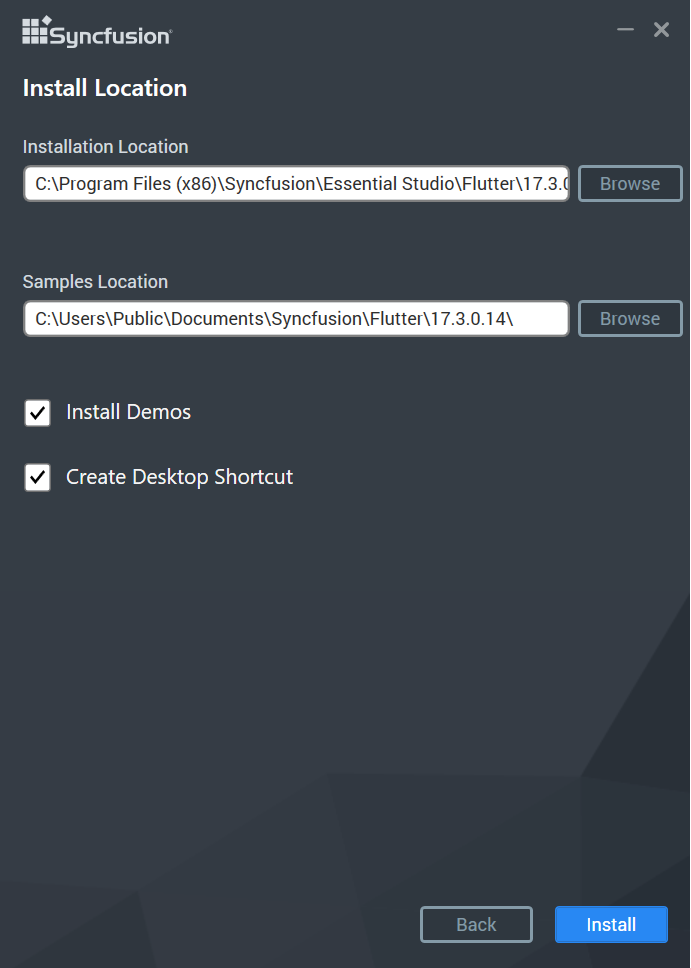 Syncfusion®
Install Location
Installation Location
C:\Program Files (x86)\Syncfusion\Essential Studio\Flutter\17.3.0
Browse
Samples Location
C:\Users\Public\Documents\Syncfusion\Flutter\17.3.0.14\
Browse
Install Demos
Create Desktop Shortcut
Back
Install